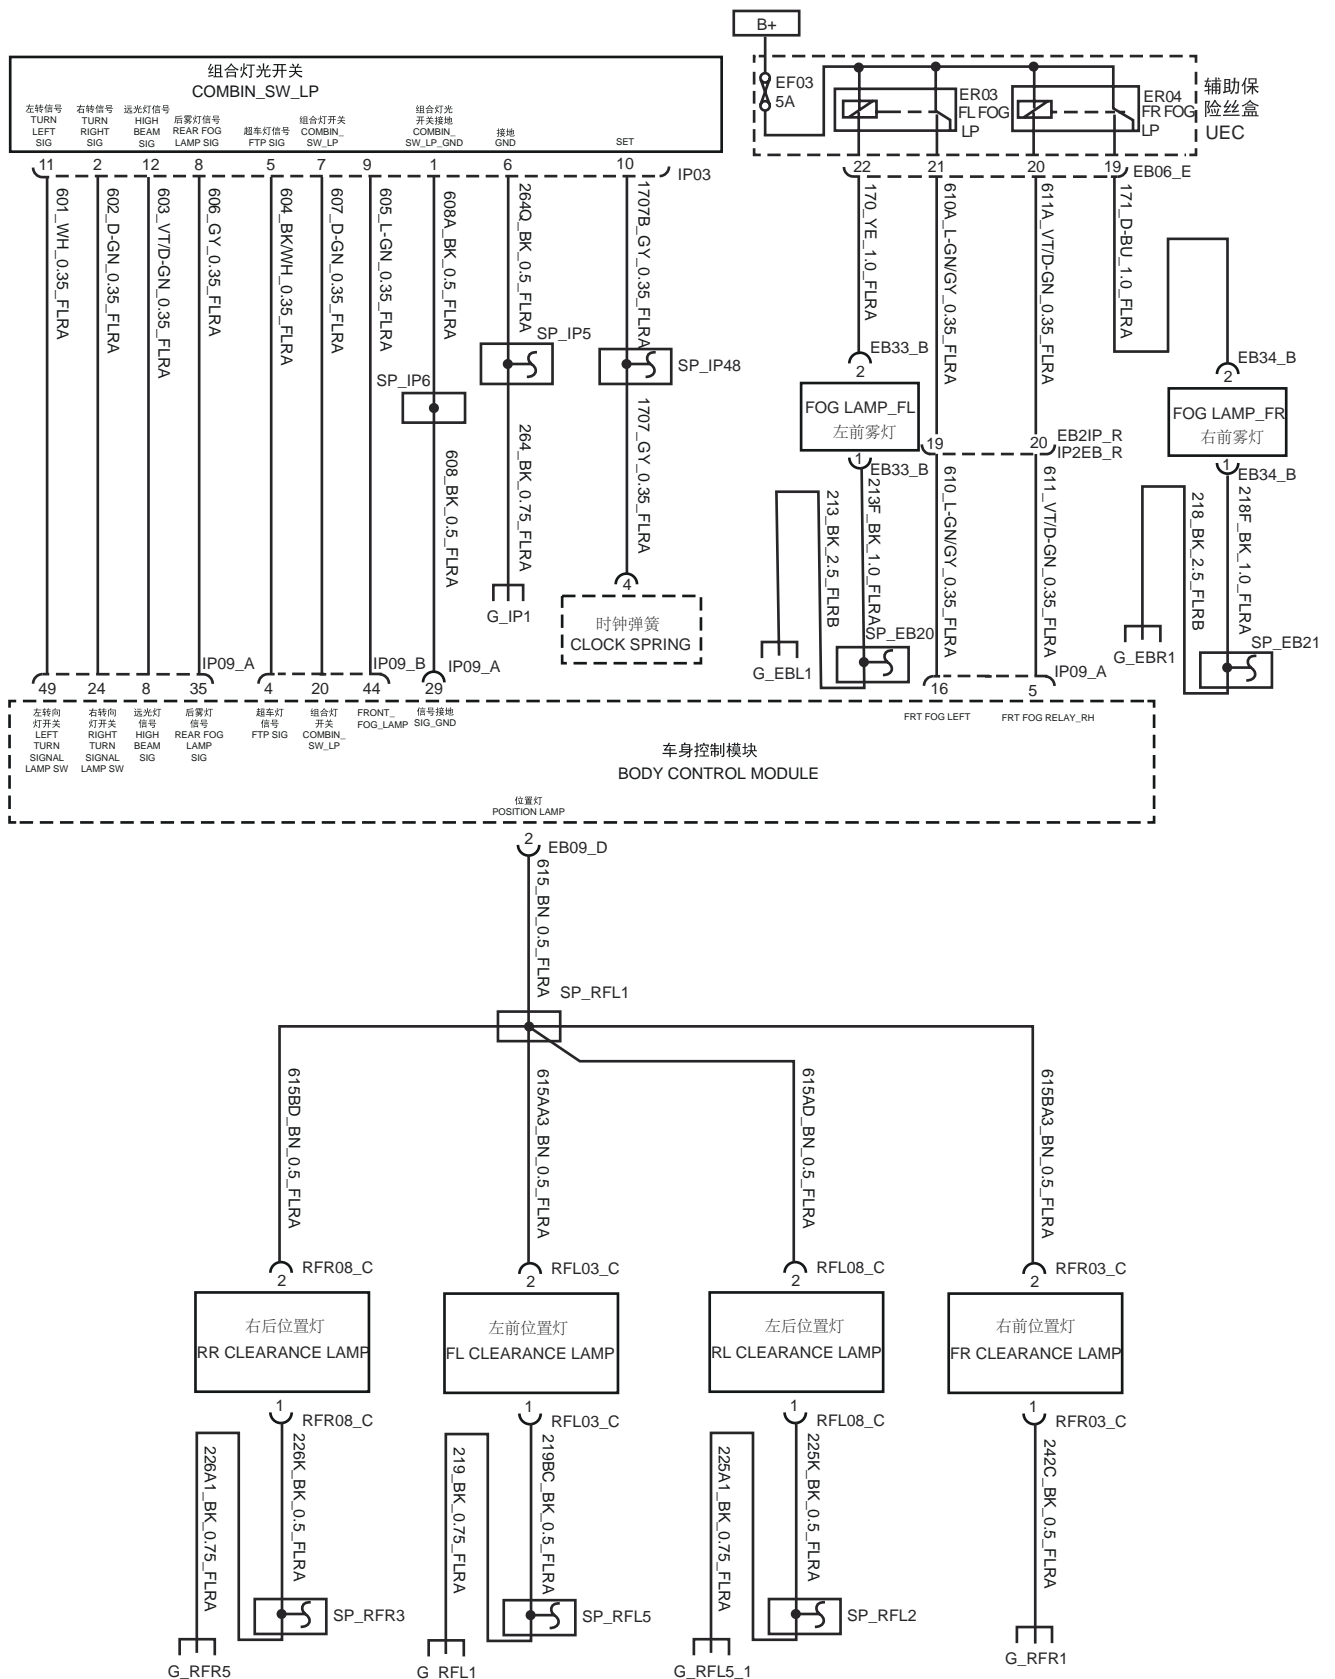 B+
EF03
5A
ER03
FL FOG
LP
ER04
FR FOG
LP
辅助保
险丝盒
UEC
组合灯光开关
COMBIN_SW_LP
左转信号
TURN
LEFT
SIG
右转信号
TURN
RIGHT
SIG
远光灯信号
HIGH
BEAM
SIG
后雾灯信号
REAR FOG
LAMP SIG
超车灯信号
FTP SIG
组合灯开关
COMBIN_
SW_LP
组合灯光
开关接地
COMBIN_
SW_LP_GND
接地
GND
SET
11
2
12
8
5
7
9
1
6
10
IP03
22
21
20
19
EB06_E
601_WH_0.35_FLRA
602_D-GN_0.35_FLRA
603_VT/D-GN_0.35_FLRA
606_GY_0.35_FLRA
604_BK/WH_0.35_FLRA
607_D-GN_0.35_FLRA
605_L-GN_0.35_FLRA
608A_BK_0.5_FLRA
264Q_BK_0.5_FLRA
1707B_GY_0.35_FLRA
170_YE_1.0_FLRA
610A_L-GN/GY_0.35_FLRA
611A_VT/D-GN_0.35_FLRA
171_D-BU_1.0_FLRA
SP_IP6
SP_IP5
SP_IP48
EB33_B
2
FOG LAMP_FL
左前雾灯
1
EB33_B
EB34_B
2
FOG LAMP_FR
右前雾灯
1
EB34_B
19
20
EB2IP_R
IP2EB_R
608_BK_0.5_FLRA
264_BK_0.75_FLRA
1707_GY_0.35_FLRA
213_BK_2.5_FLRB
213F_BK_1.0_FLRA
610_L-GN/GY_0.35_FLRA
611_VT/D-GN_0.35_FLRA
218_BK_2.5_FLRB
218F_BK_1.0_FLRA
G_IP1
4
时钟弹簧
CLOCK SPRING
G_EBL1
SP_EB20
G_EBR1
SP_EB21
IP09_A
IP09_B
IP09_A
IP09_A
49
24
8
35
4
20
44
29
16
5
左转向
灯开关
LEFT
TURN
SIGNAL
LAMP SW
右转向
灯开关
RIGHT
TURN
SIGNAL
LAMP SW
远光灯
信号
HIGH
BEAM
SIG
后雾灯
信号
REAR FOG
LAMP
SIG
超车灯
信号
FTP SIG
组合灯
开关
COMBIN_
SW_LP
FRONT_
FOG_LAMP
信号接地
SIG_GND
FRT FOG LEFT
FRT FOG RELAY_RH
车身控制模块
BODY CONTROL MODULE
位置灯
POSITION LAMP
2
EB09_D
615_BN_0.5_FLRA
SP_RFL1
615BD_BN_0.5_FLRA
615AA3_BN_0.5_FLRA
615AD_BN_0.5_FLRA
615BA3_BN_0.5_FLRA
RFR08_C
2
RFL03_C
2
RFL08_C
2
RFR03_C
2
右后位置灯
RR CLEARANCE LAMP
左前位置灯
FL CLEARANCE LAMP
左后位置灯
RL CLEARANCE LAMP
右前位置灯
FR CLEARANCE LAMP
1
RFR08_C
1
RFL03_C
1
RFL08_C
1
RFR03_C
226A1_BK_0.75_FLRA
226K_BK_0.5_FLRA
219_BK_0.75_FLRA
219BC_BK_0.5_FLRA
225A1_BK_0.75_FLRA
225K_BK_0.5_FLRA
242C_BK_0.5_FLRA
SP_RFR3
SP_RFL5
SP_RFL2
G_RFR5
G_RFL1
G_RFL5_1
G_RFR1